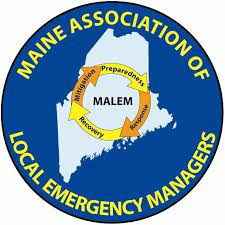 MAINE ASSOCIATION OF
LOCAL EMERGENCY MANAGERS
Mitigation
Preparedness
MALEM
Recovery
Response